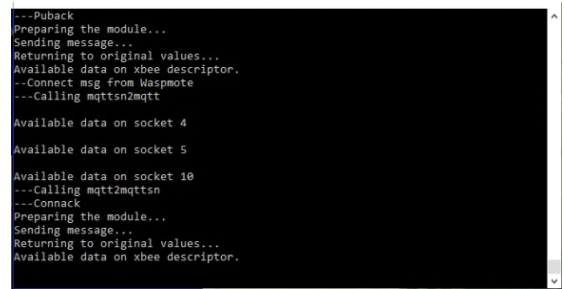 ---Puback
Preparing the module...
Sending message...
Returning to original values...
Available data on xbee descriptor.
--Connect msg from Waspmote
---Calling mqttsn2mqtt
Available data on socket 4
Available data on socket 5
Available data on socket 10
---Calling mqtt2mqttsn
---Connack
Preparing the module...
Sending message...
Returning to original values...
Available data on xbee descriptor.